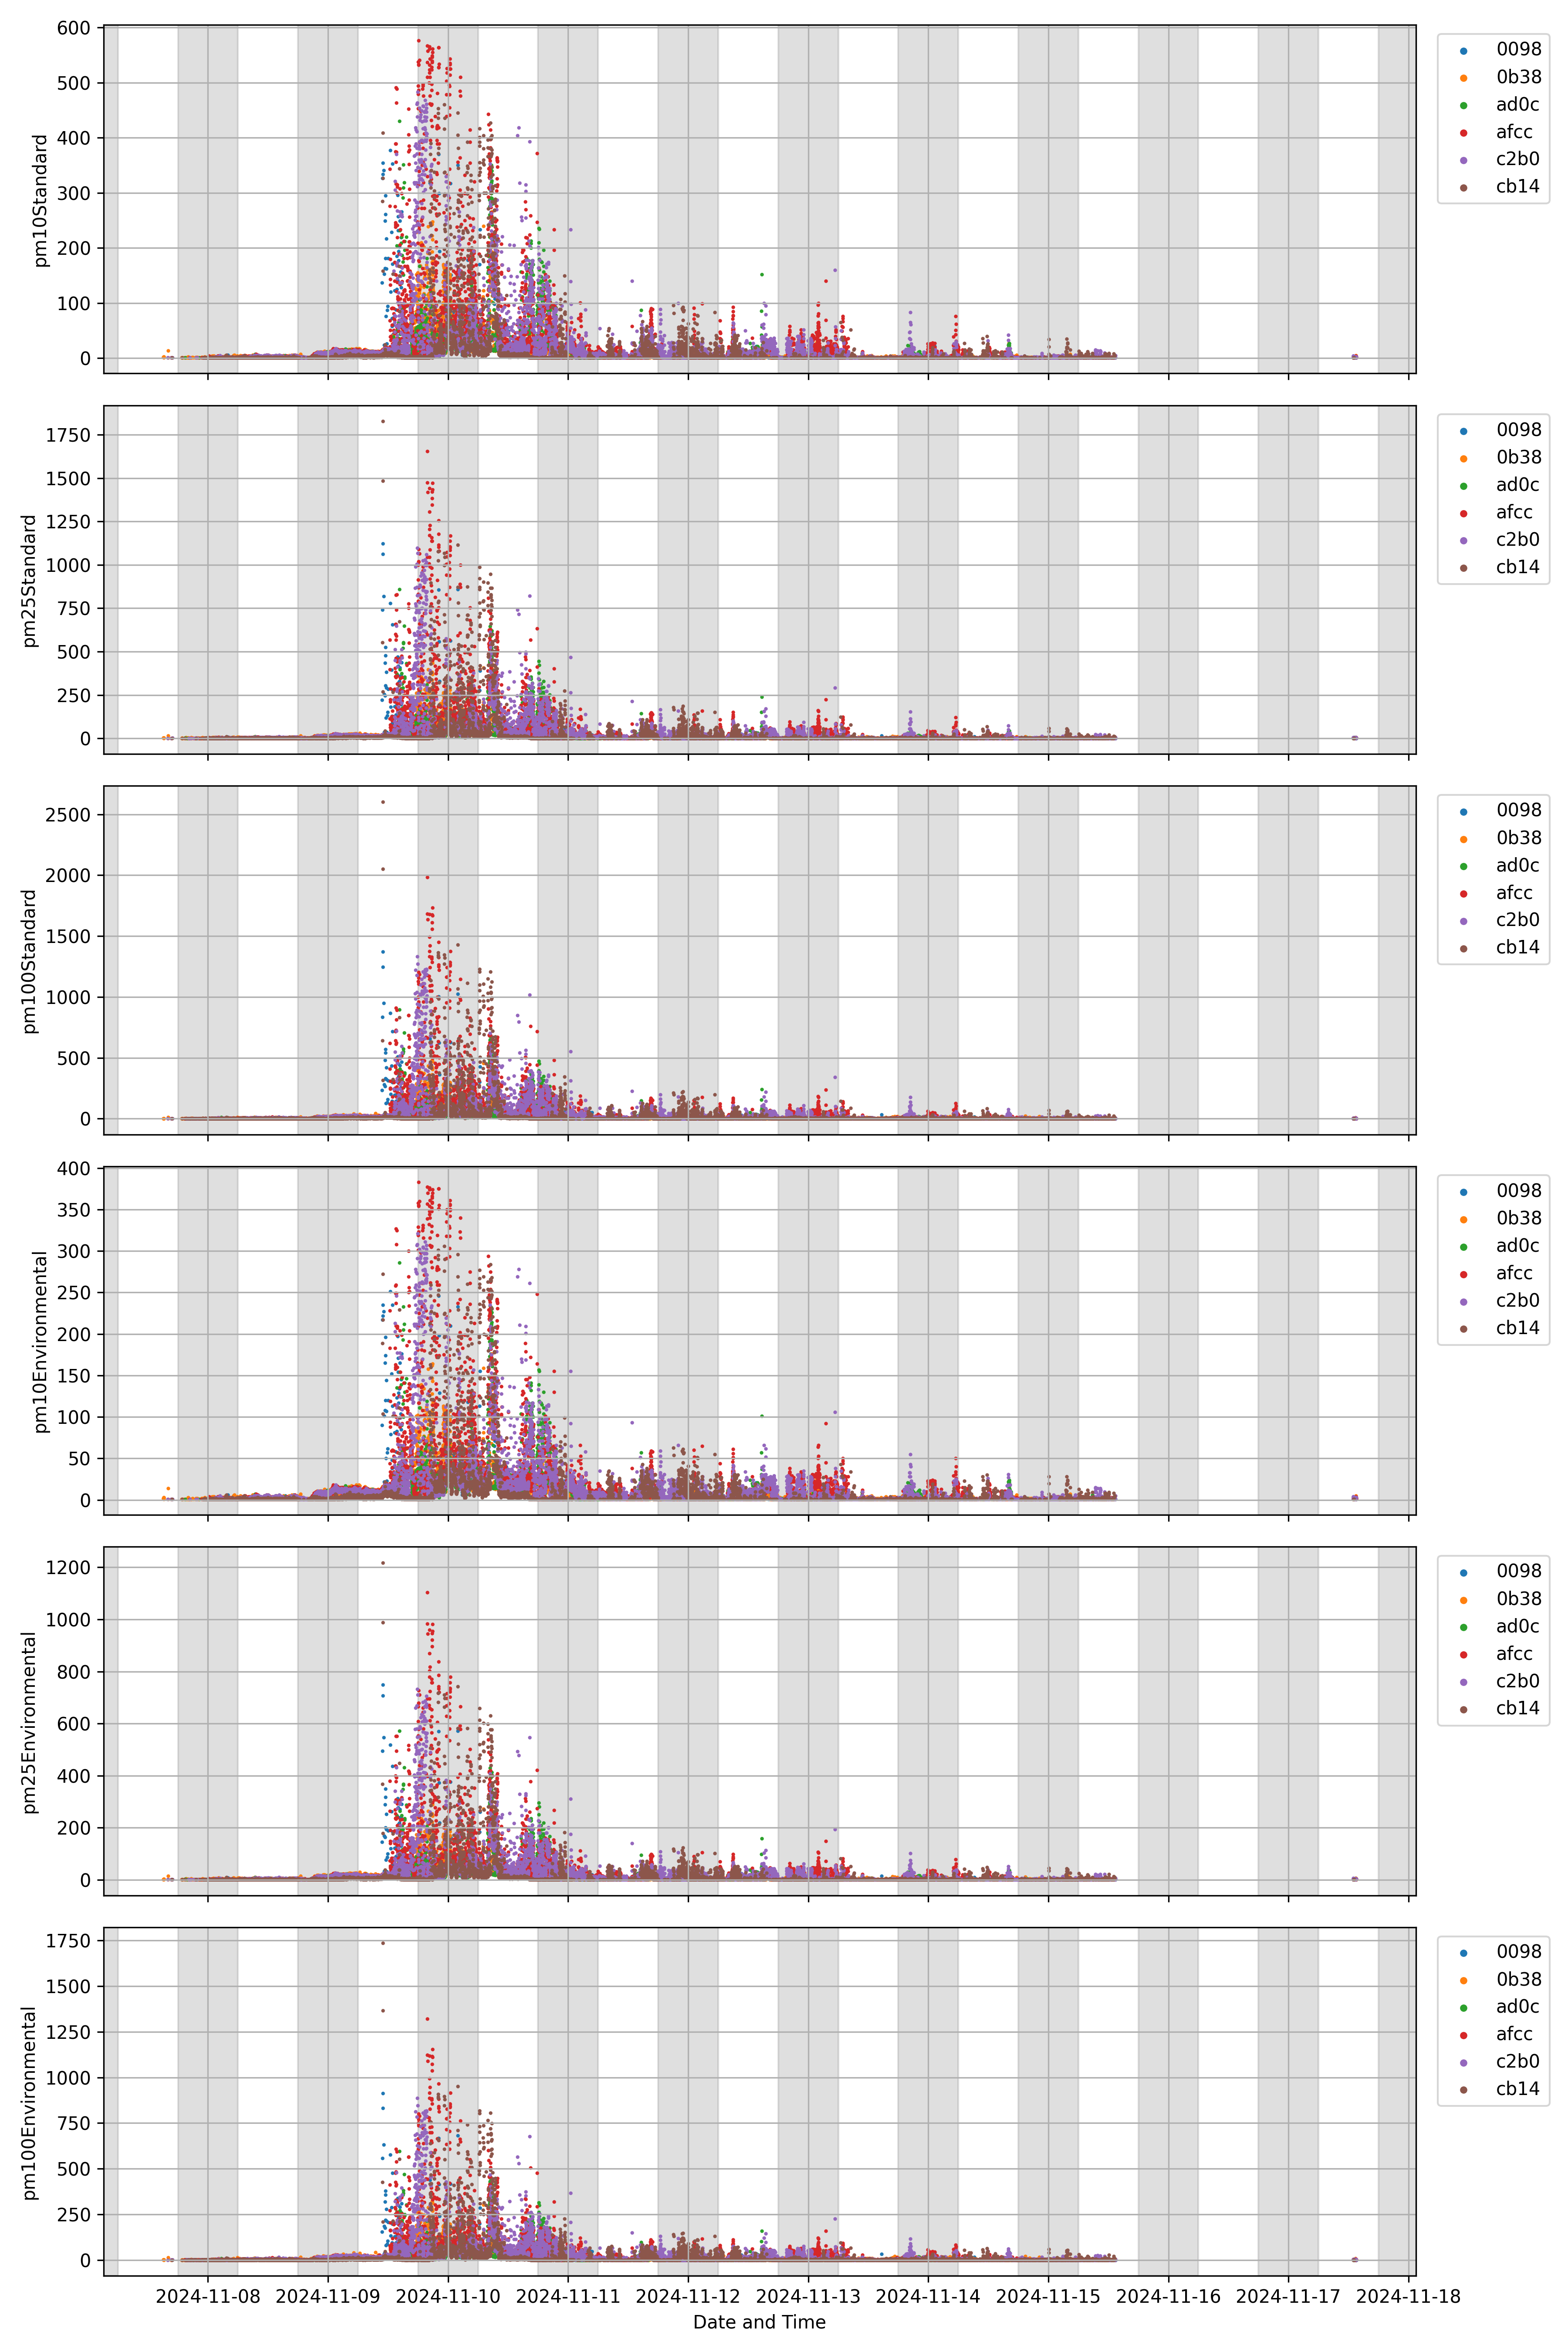 pm10Standard
600
500
400
300
200
100
0
0098
0b38
ad0c
afcc
c2b0
cb14
pm25Standard
1750
1500
1250
1000
750
500
250
0
0098
0b38
ad0c
afcc
c2b0
cb14
pm100Standard
2500
2000
1500
1000
500
0
0098
0b38
ad0c
afcc
c2b0
cb14
pm10Environmental
400
350
300
250
200
150
100
50
0
0098
0b38
ad0c
afcc
c2b0
cb14
pm25Environmental
1200
1000
800
600
400
200
0
0098
0b38
ad0c
afcc
c2b0
cb14
pm100Environmental
1750
1500
1250
1000
750
500
250
0
0098
0b38
ad0c
afcc
c2b0
cb14
2024-11-08 2024-11-09 2024-11-10 2024-11-11 2024-11-12 2024-11-13 2024-11-14 2024-11-15 2024-11-16 2024-11-17 2024-11-18
Date and Time